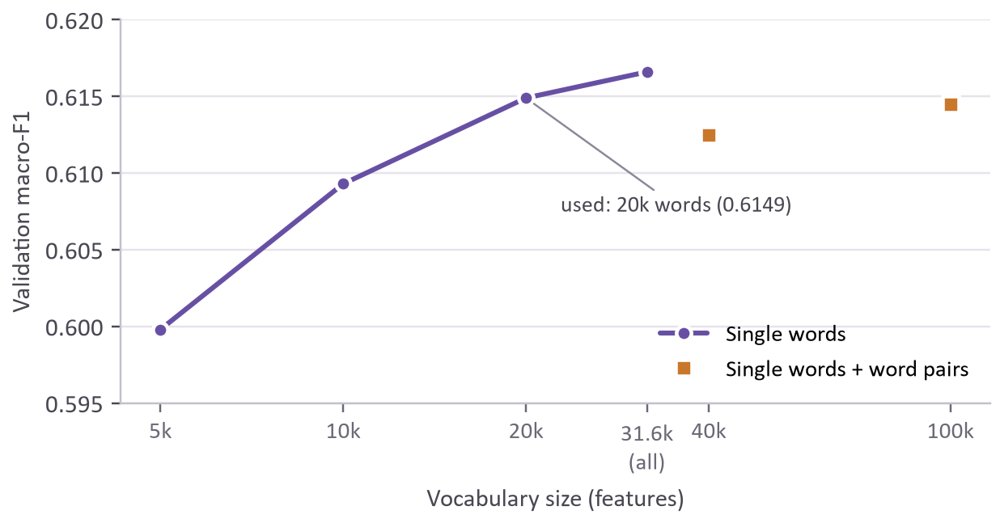 0.620
0.615
0.610
0.605
0.600
0.595
Validation macro-F1
used: 20k words (0.6149)
Single words
Single words + word pairs
5k
10k
20k
31.6k
(all)
40k
100k
Vocabulary size (features)